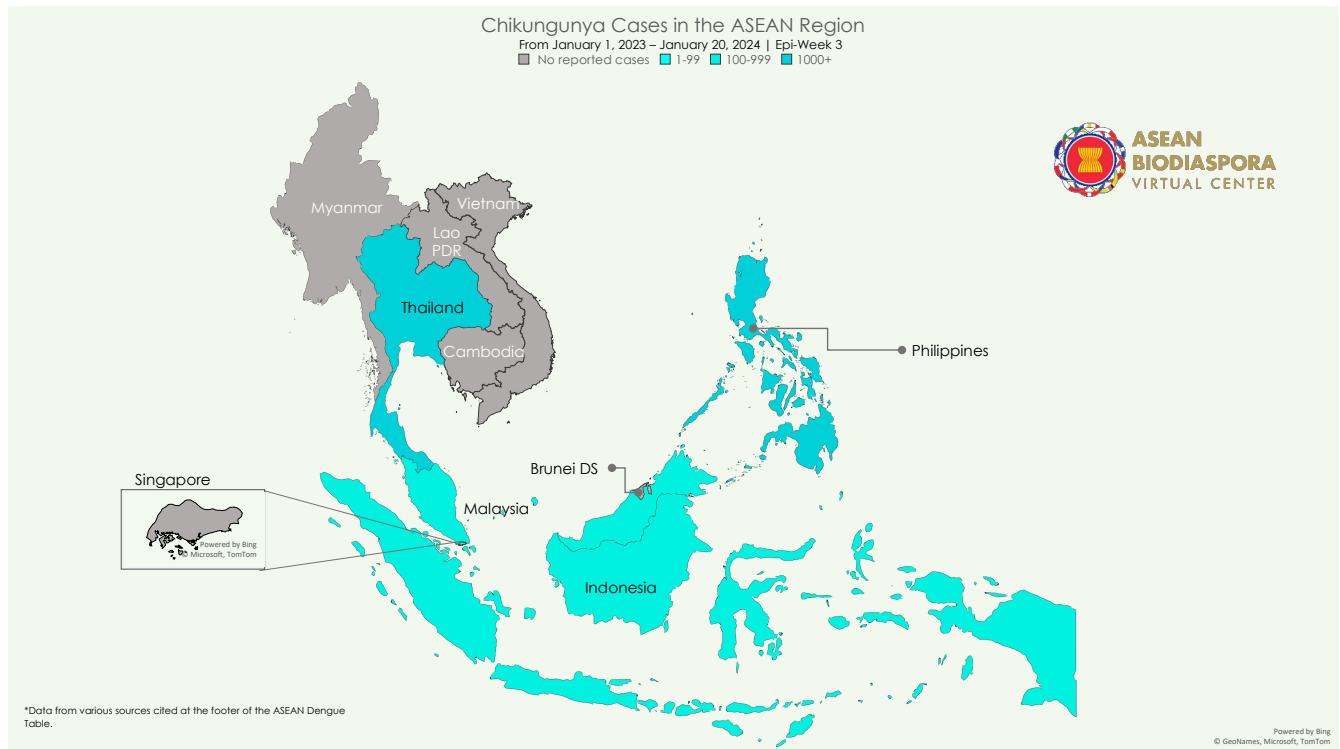 Chikungunya Cases in the ASEAN Region
From January 1, 2023 – January 20, 2024 | Epi-Week 3
No reported cases 1-99 100-999 1000+
ASEAN
BIODIASPORA
VIRTUAL CENTER
Myanmar
Vietnam
Lao
PDR
Thailand
Cambodia
Philippines
Brunei DS
Singapore
Malaysia
Powered by Bing
© Microsoft, TomTom
Indonesia
*Data from various sources cited at the footer of the ASEAN Dengue
Table.
Powered by Bing
© GeoNames, Microsoft, TomTom